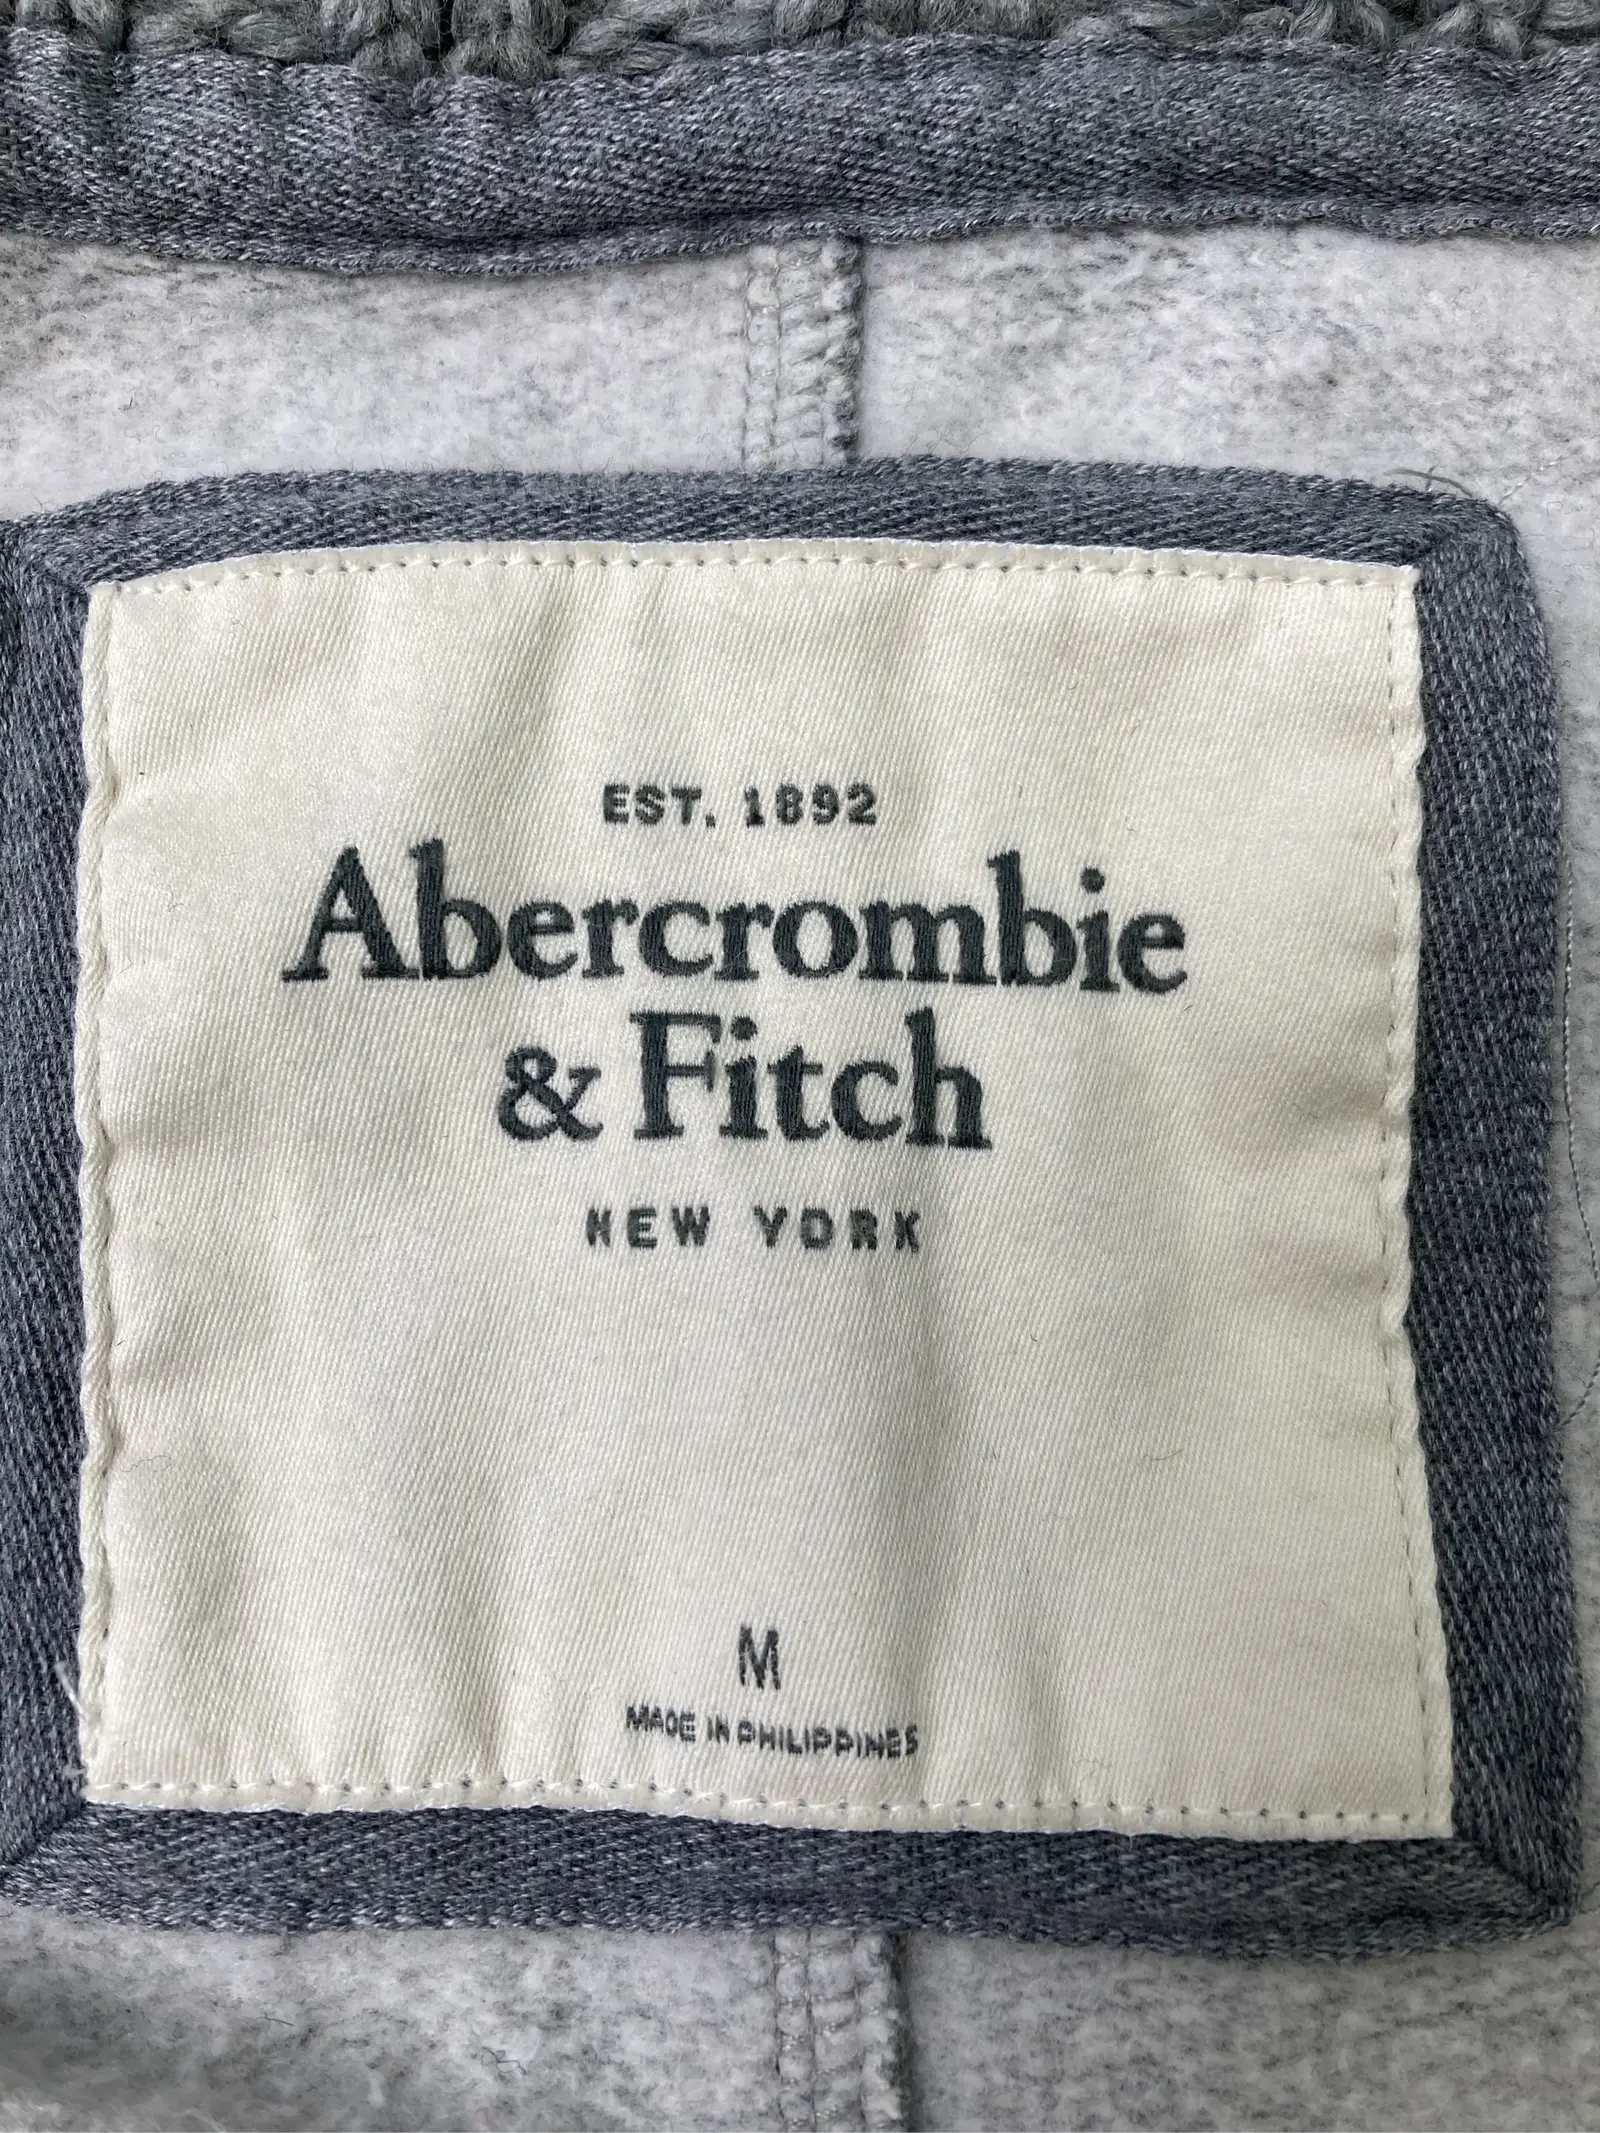 EST. 1892
Abercrombie
& Fitch
NEW YORK
M
MADE IN PHILIPPINES